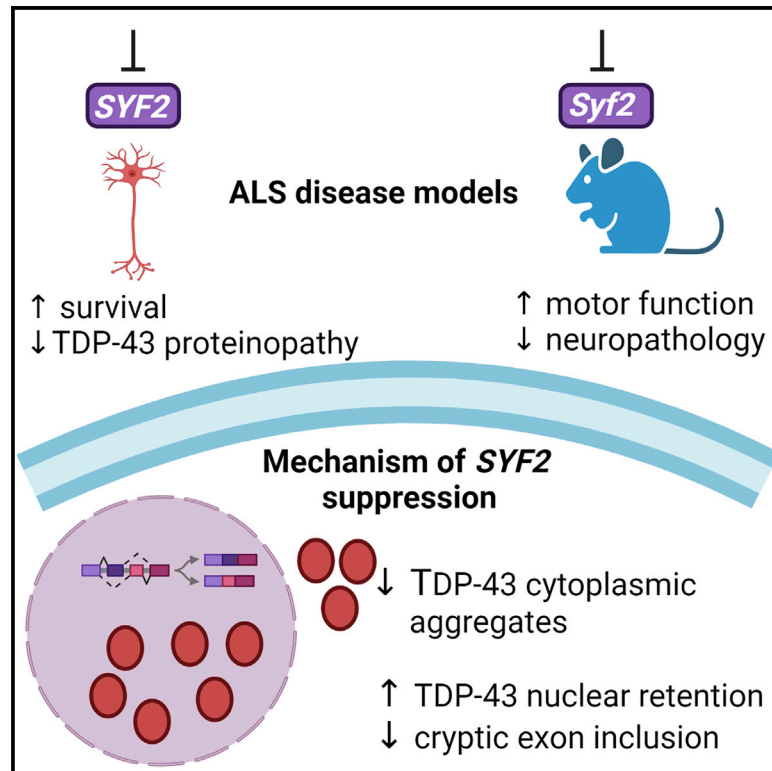 SYF2
Syf2
ALS disease models
↑ survival
↓TDP-43 proteinopathy
↑ motor function
↓ neuropathology
Mechanism of SYF2
suppression
↓ TDP-43 cytoplasmic
aggregates
↑ TDP-43 nuclear retention
↓ cryptic exon inclusion